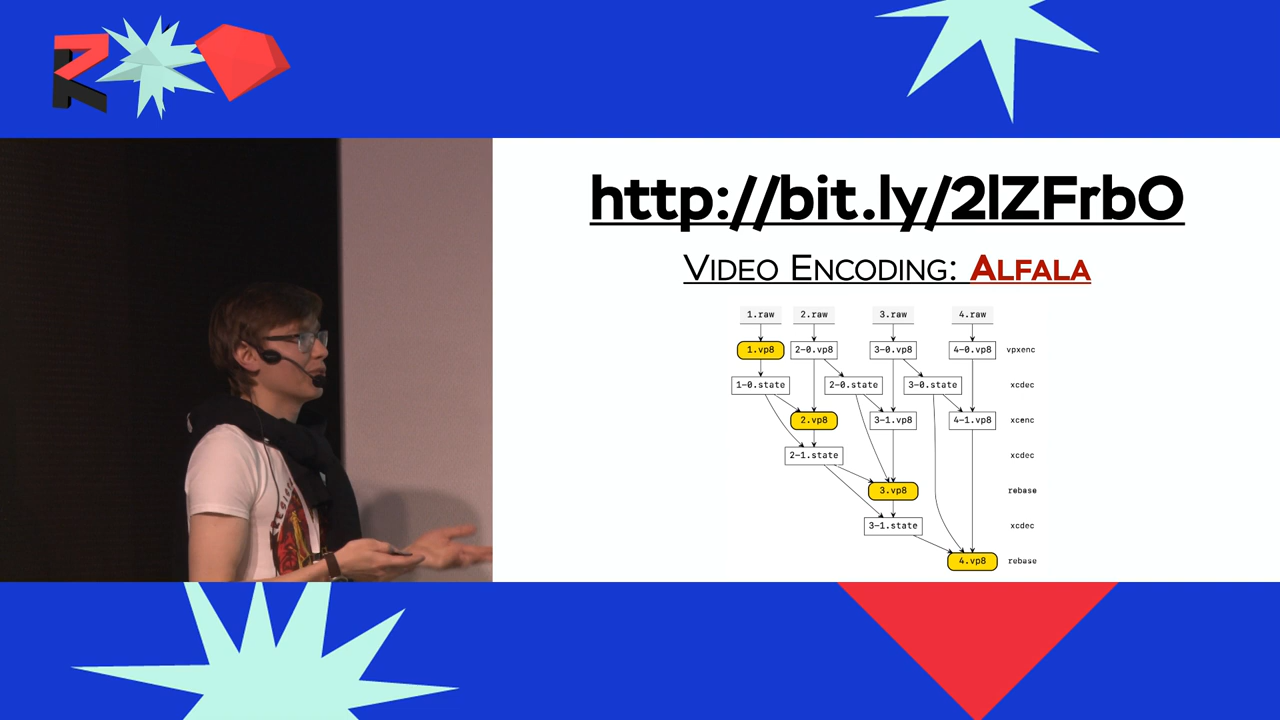 http://bit.ly/2lZFrbO
VIDEO ENCODING: ALFALA
1.raw 2.raw 3.raw 4.raw
1.vp8 2-0.vp8 3-0.vp8 4-0.vp8 vpxenc
1-0.state 2-0.state 3-0.state xcdec
2.vp8 3-1.vp8 4-1.vp8 xcenc
2-1.state xcdec
3.vp8 rebase
3-1.state xcdec
4.vp8 rebase